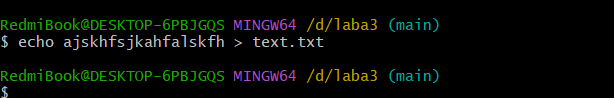 RedmiBook@DESKTOP-6PBJGQS MINGW64 /d/laba3 (main)
$ echo ajskhfsjkahfalskfh > text.txt
RedmiBook@DESKTOP-6PBJGQS MINGW64 /d/laba3 (main)
$